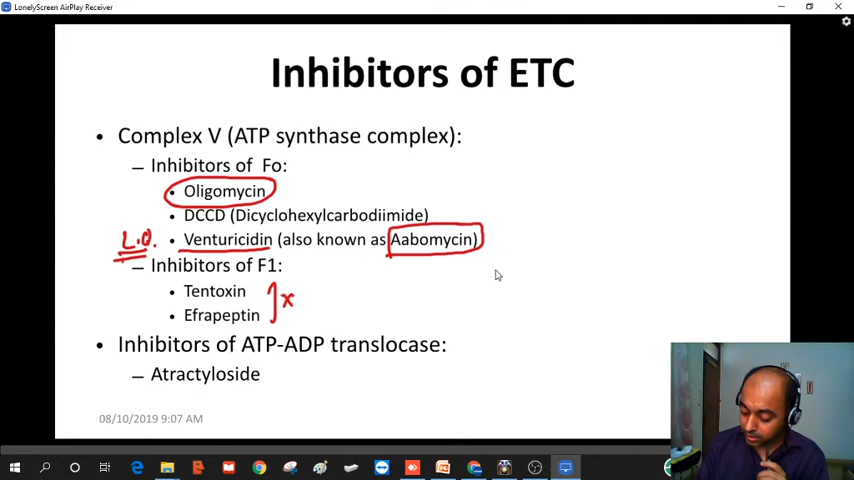 LonelyScreen AirPlay Receiver
Inhibitors of ETC
• Complex V (ATP synthase complex):
– Inhibitors of Fo:
• Oligomycin
• DCCD (Dicyclohexylcarbodiimide)
L.Q. • Venturicidin (also known as Aabomycin)
– Inhibitors of F1:
• Tentoxin
• Efrapeptin
x
• Inhibitors of ATP-ADP translocase:
– Atractyloside
08/10/2019 9:07 AM